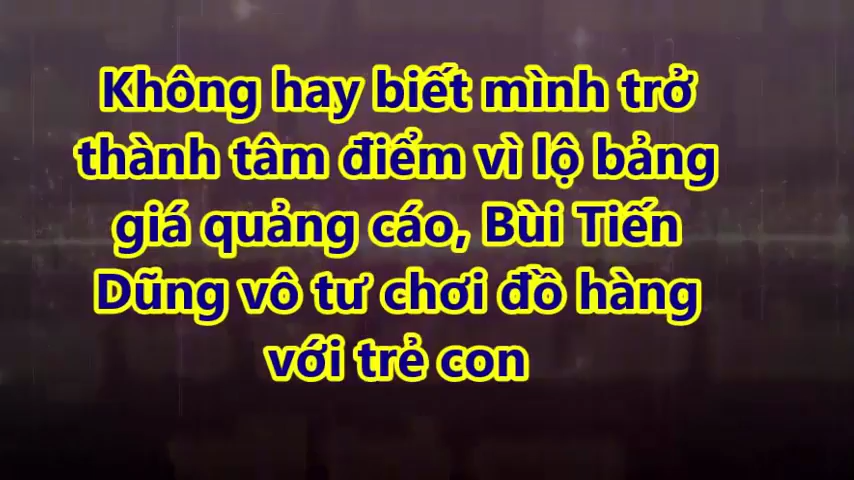 Không hay biết mình trở
thành tâm điểm vì lộ bảng
giá quảng cáo, Bùi Tiến
Dũng vô tư chơi đồ hàng
với trẻ con